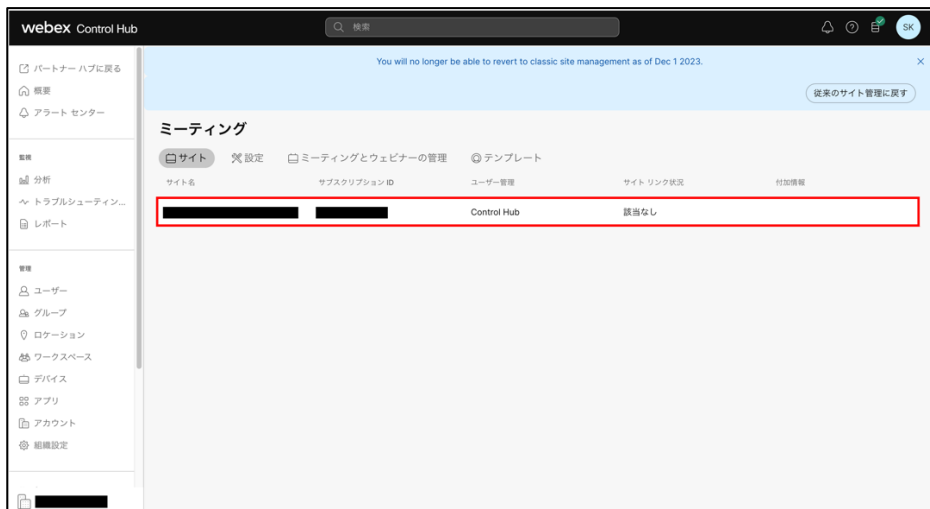 webex Control Hub
検索
SK
パートナー ハブに戻る
概要
アラート センター
監視
分析
トラブルシューティン...
レポート
管理
ユーザー
グループ
ロケーション
ワークスペース
デバイス
アプリ
アカウント
組織設定
You will no longer be able to revert to classic site management as of Dec 1 2023.
従来のサイト管理に戻す
ミーティング
サイト 設定 ミーティングとウェビナーの管理 テンプレート
サイト名 サブスクリプション ID ユーザー管理 サイト リンク状況 付加情報
Control Hub 該当なし